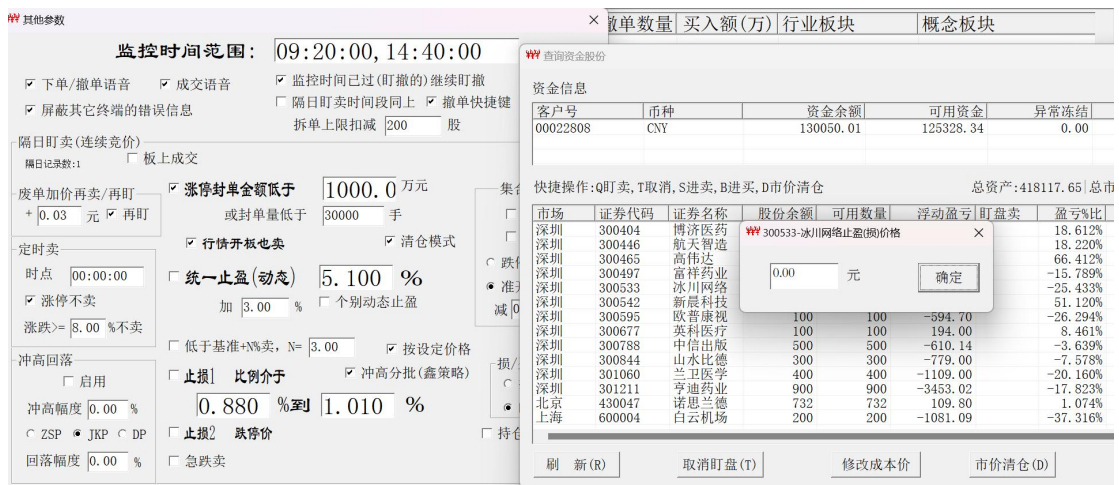 其他参数
监控时间范围： 09:20:00,14:40:00
下单/撤单语音 成交语音 监控时间已过(盯撤的)继续盯撤
屏蔽其它终端的错误信息 隔日盯卖时间段同上 撤单快捷键
拆单上限扣减 200 股
隔日盯卖(连续竞价)
隔日记录数:1 板上成交
废单加价再卖/再盯
+ 0.03 元 再盯
涨停封单金额低于 1000.0 万元
或封单量低于 30000 手
行情开板也卖 清仓模式
定时卖
时点 00:00:00
涨停不卖
涨跌>= 8.00 %不卖
统一止盈(动态) 5.100 %
加 3.00 % 个别动态止盈
低于基准+N%卖, N= 3.00 按设定价格
冲高回落
启用
冲高幅度 0.00 %
ZSP JKP DP
回落幅度 0.00 %
止损1 比例介于 冲高分批(鑫策略)
0.880 %到 1.010 %
止损2 跌停价
急跌卖
集合
跌
准
减 0
损/
持仓
单数量 买入额(万) 行业板块 概念板块
查询资金股份
资金信息
客户号 币种 资金余额 可用资金 异常冻结
00022808 CNY 130050.01 125328.34 0.00
快捷操作:Q盯卖,T取消,S进卖,B进买,D市价清仓 总资产:418117.65 总市
市场 证券代码 证券名称 股份余额 可用数量 浮动盈亏 盯盘卖 盈亏%比
深圳 300404 博济医药 18.612%
深圳 300446 航天智造 18.220%
深圳 300465 高伟达 66.412%
深圳 300497 富祥药业 -15.789%
深圳 300533 冰川网络 -25.433%
深圳 300542 新晨科技 51.120%
深圳 300595 欧普康视 100 100 -594.70 -26.294%
深圳 300677 英科医疗 100 100 194.00 8.461%
深圳 300788 中信出版 500 500 -610.14 -3.639%
深圳 300844 山水比德 300 300 -779.00 -7.578%
深圳 301060 兰卫医学 400 400 -1109.00 -20.160%
深圳 301211 亨迪药业 900 900 -3453.02 -17.823%
北京 430047 诺思兰德 732 732 109.80 1.074%
上海 600004 白云机场 200 200 -1081.09 -37.316%
300533-冰川网络止盈(损)价格
0.00 元 确定
刷 新(R) 取消盯盘(T) 修改成本价 市价清仓(D)